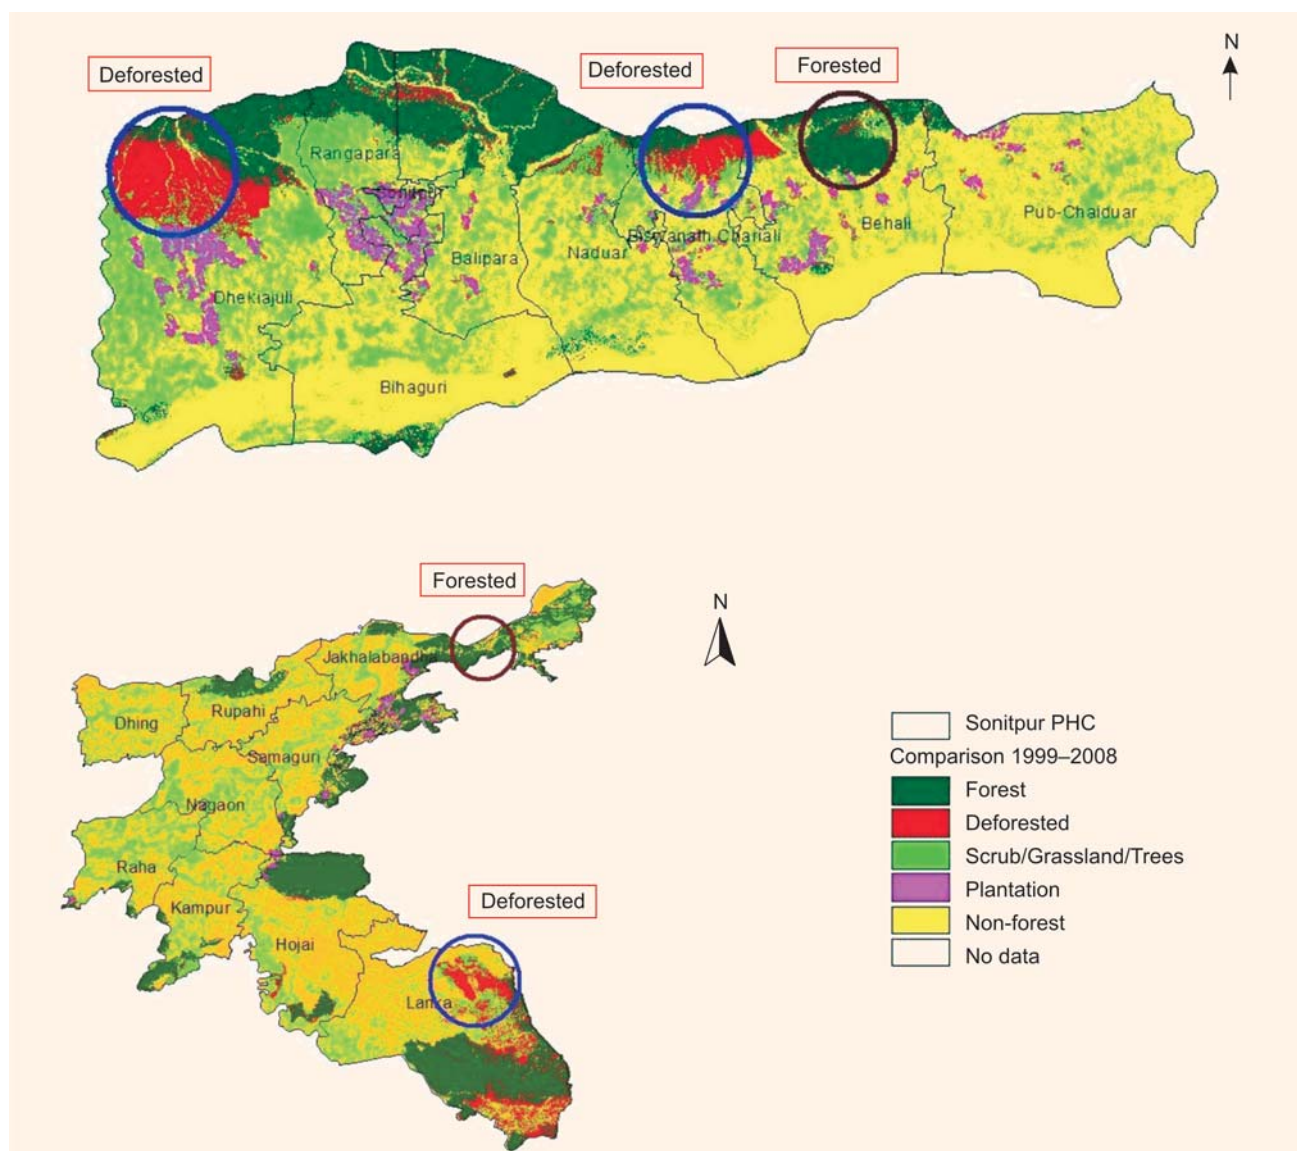 N
Deforested
Deforested
Forested
Rangapara
Pub-Chaiduar
Behali
Biswanath Chariali
Naduar
Balipara
Dhekiajuli
Bihaguri
Forested
N
Jakhalabandha
Rupahi
Dhing
Samaguri
Nagaon
Raha
Kampur
Hojai
Deforested
Lanka
Sonitpur PHC
Comparison 1999–2008
Forest
Deforested
Scrub/Grassland/Trees
Plantation
Non-forest
No data